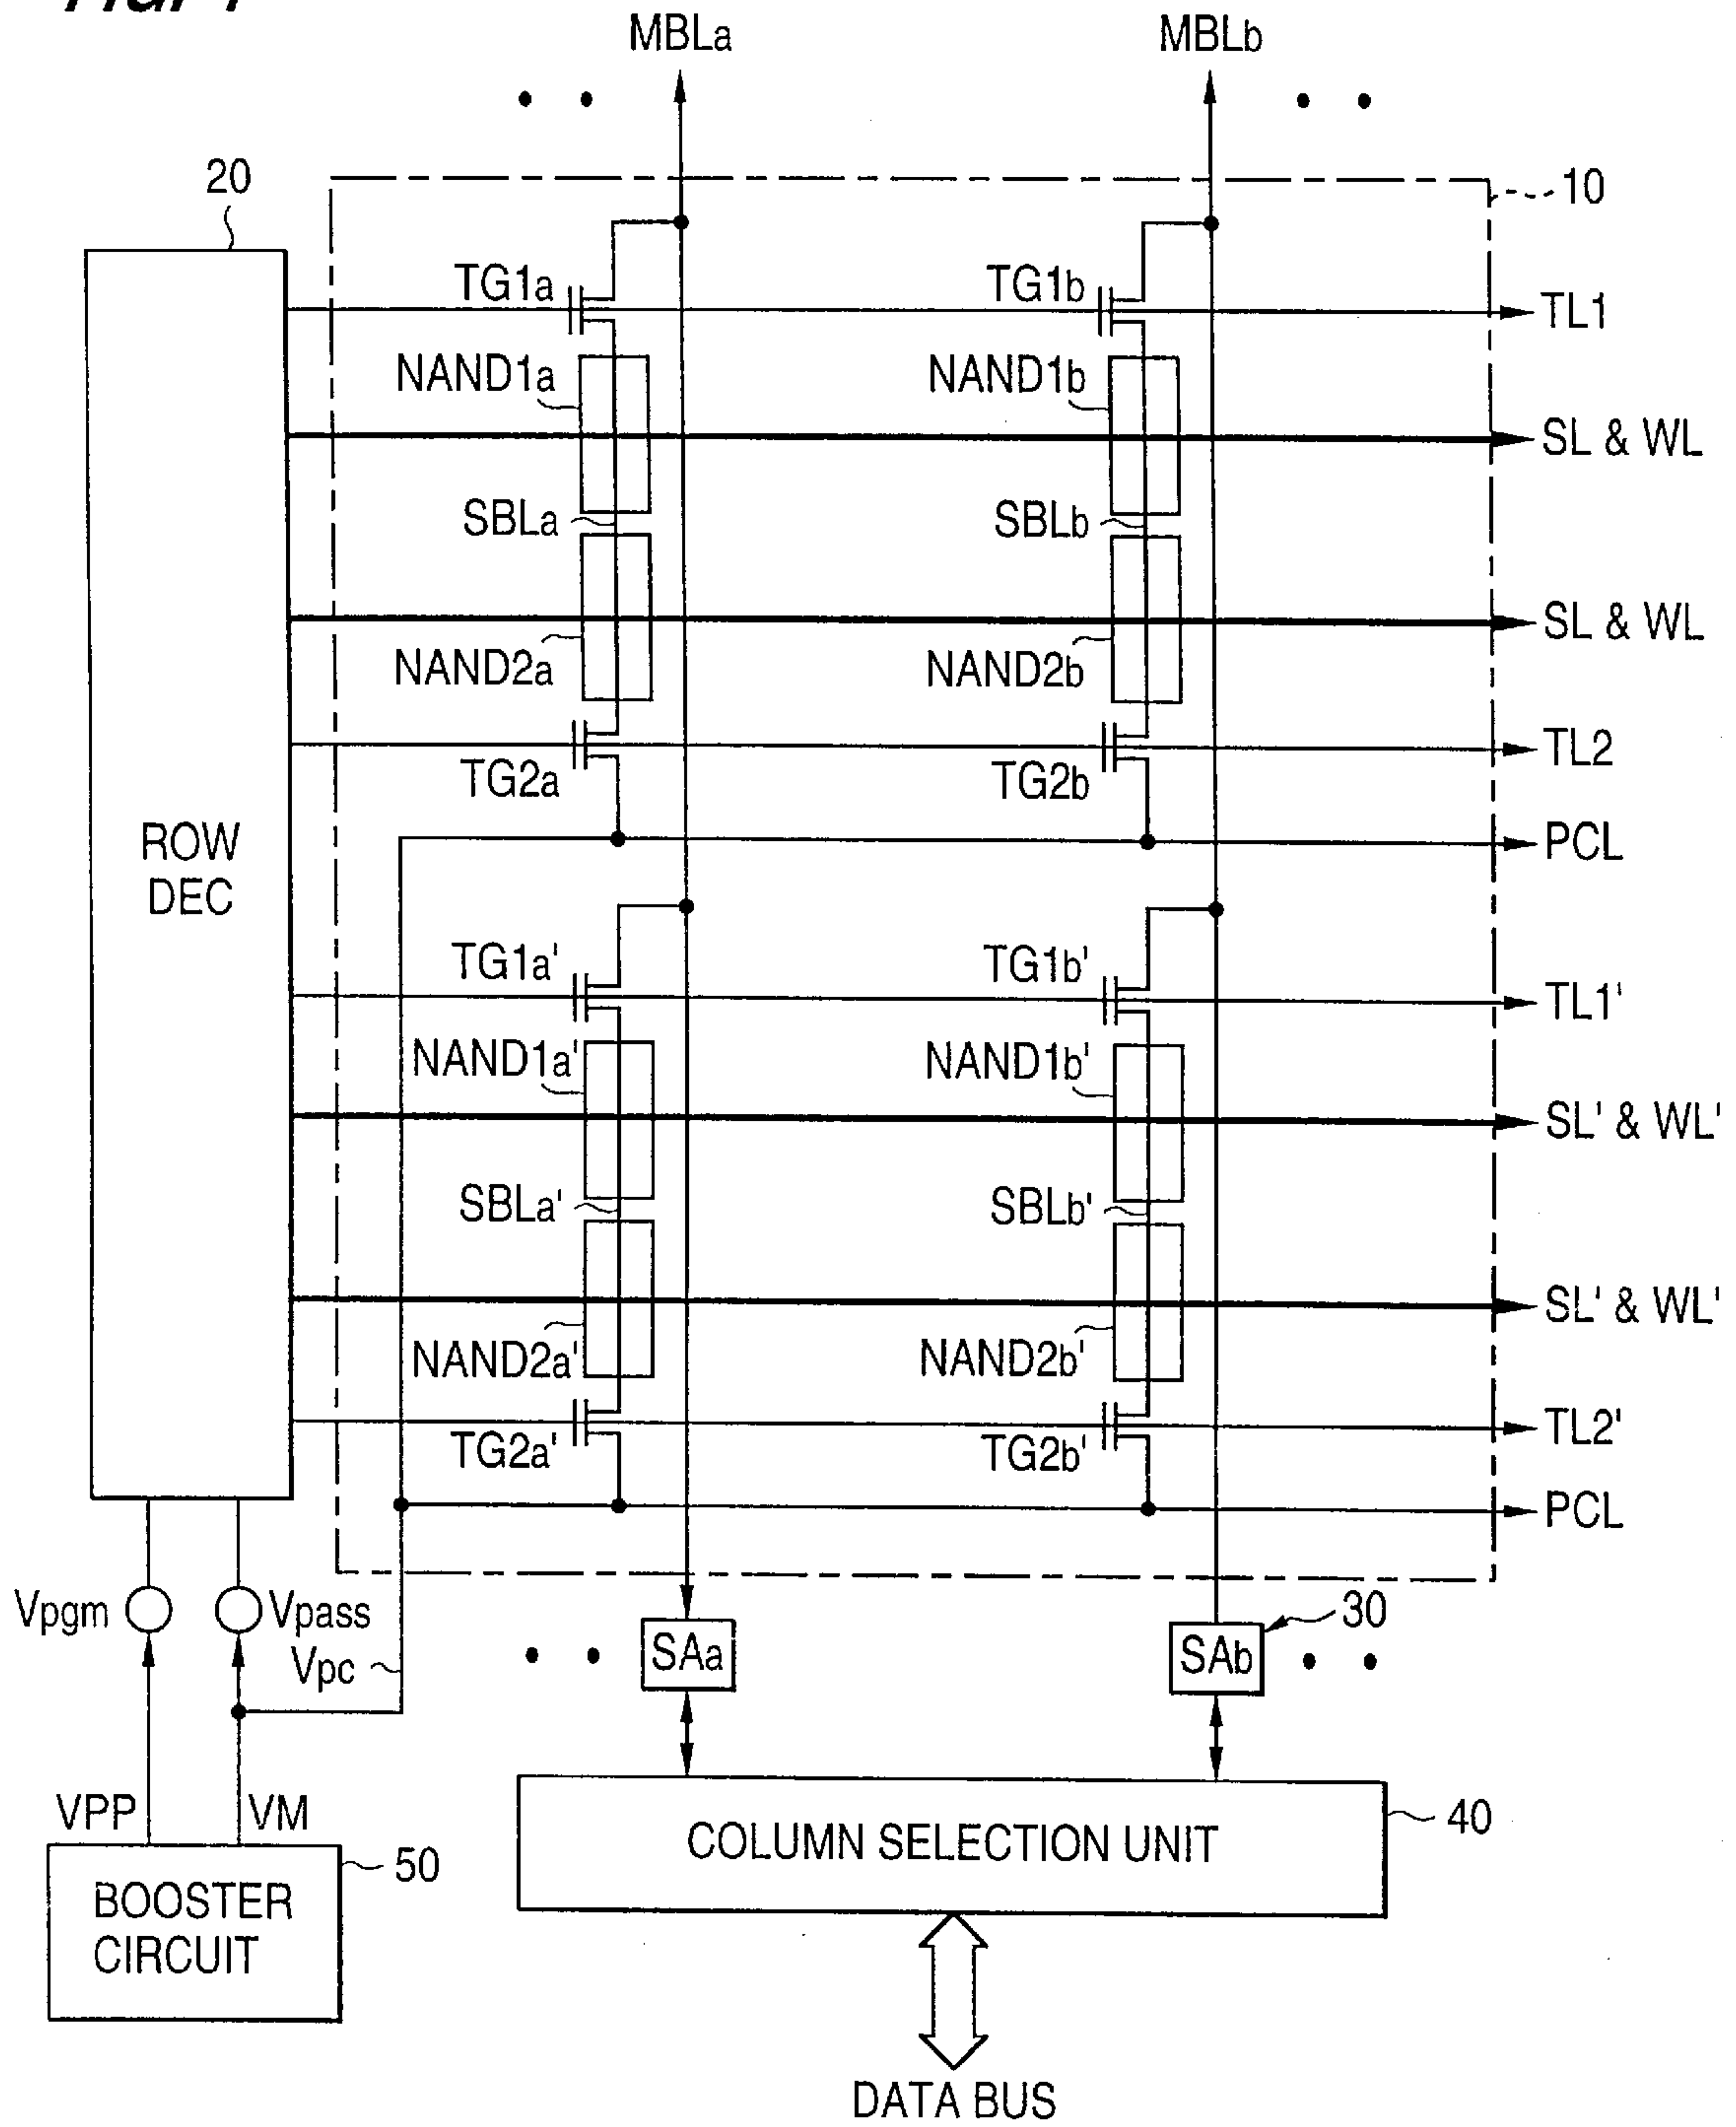 MBLa
MBLb
20
10
TG1a
TG1b
TL1
NAND1a
NAND1b
SL & WL
SBLa
SBLb
SL & WL
NAND2a
NAND2b
TL2
TG2a
TG2b
ROW
DEC
PCL
TG1a'
TG1b'
TL1'
NAND1a'
NAND1b'
SL' & WL'
SBLa'
SBLb'
SL' & WL'
NAND2a'
NAND2b'
TL2'
TG2a'
TG2b'
PCL
Vpgm
Vpass
30
Vpc
SAa
SAb
VPP
VM
40
COLUMN SELECTION UNIT
50
BOOSTER
CIRCUIT
DATA BUS